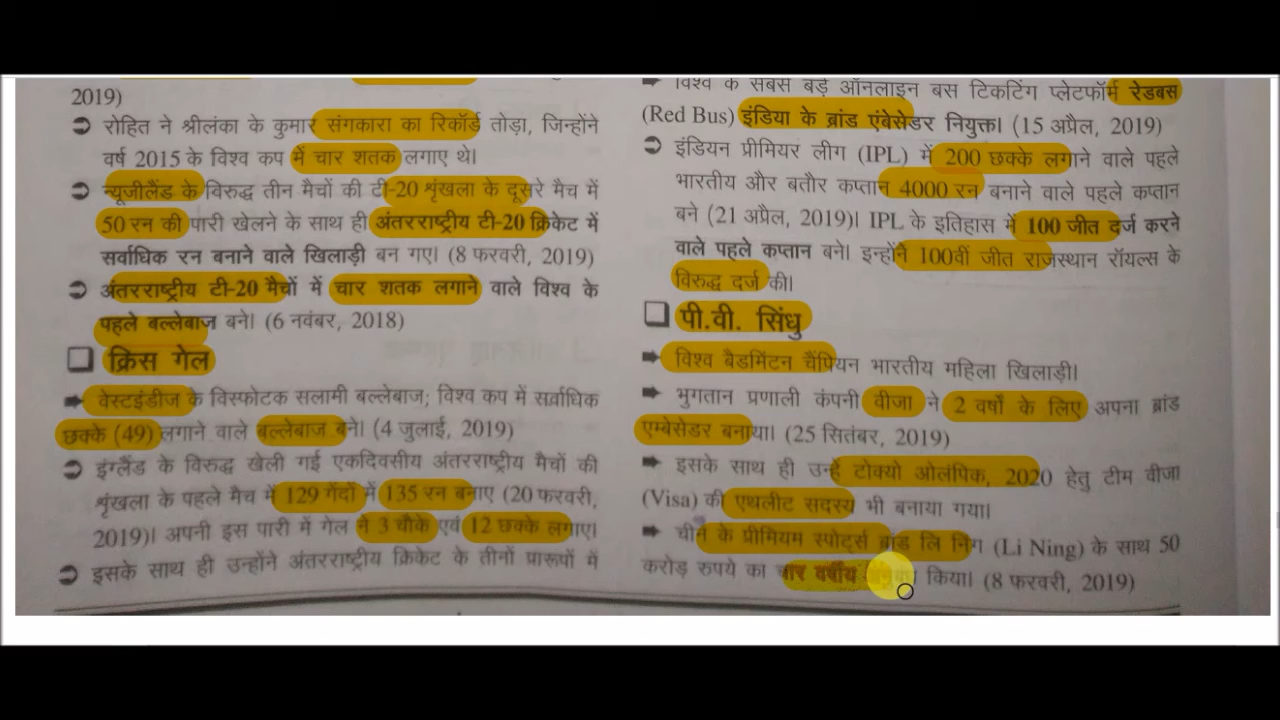 2019)
➲ रोहित ने श्रीलंका के कुमार संगकारा का रिकॉर्ड तोड़ा, जिन्होंने
वर्ष 2015 के विश्व कप में चार शतक लगाए थे।
➲ न्यूजीलैंड के विरुद्ध तीन मैचों की टी-20 शृंखला के दूसरे मैच में
50 रन की पारी खेलने के साथ ही अंतरराष्ट्रीय टी-20 क्रिकेट में
सर्वाधिक रन बनाने वाले खिलाड़ी बन गए। (8 फरवरी, 2019)
➲ अंतरराष्ट्रीय टी-20 मैचों में चार शतक लगाने वाले विश्व के
पहले बल्लेबाज बने। (6 नवंबर, 2018)
❑ क्रिस गेल
➠ वेस्टइंडीज के विस्फोटक सलामी बल्लेबाज; विश्व कप में सर्वाधिक
छक्के (49) लगाने वाले बल्लेबाज बने। (4 जुलाई, 2019)
➲ इंग्लैंड के विरुद्ध खेली गई एकदिवसीय अंतरराष्ट्रीय मैचों की
शृंखला के पहले मैच में 129 गेंदों में 135 रन बनाए (20 फरवरी,
2019)। अपनी इस पारी में गेल ने 3 चौके एवं 12 छक्के लगाए।
➲ इसके साथ ही उन्होंने अंतरराष्ट्रीय क्रिकेट के तीनों प्रारूपों में
➠ विश्व के सबसे बड़े ऑनलाइन बस टिकटिंग प्लेटफॉर्म रेडबस
(Red Bus) इंडिया के ब्रांड एंबेसेडर नियुक्त। (15 अप्रैल, 2019)
➲ इंडियन प्रीमियर लीग (IPL) में 200 छक्के लगाने वाले पहले
भारतीय और बतौर कप्तान 4000 रन बनाने वाले पहले कप्तान
बने (21 अप्रैल, 2019)। IPL के इतिहास में 100 जीत दर्ज करने
वाले पहले कप्तान बने। इन्होंने 100वीं जीत राजस्थान रॉयल्स के
विरुद्ध दर्ज की।
❑ पी.वी. सिंधु
➠ विश्व बैडमिंटन चैंपियन भारतीय महिला खिलाड़ी।
➠ भुगतान प्रणाली कंपनी वीजा ने 2 वर्षों के लिए अपना ब्रांड
एम्बेसेडर बनाया। (25 सितंबर, 2019)
➠ इसके साथ ही उन्हें टोक्यो ओलंपिक, 2020 हेतु टीम वीजा
(Visa) की एथलीट सदस्य भी बनाया गया।
➠ चीन के प्रीमियम स्पोर्ट्स ब्रांड लि निंग (Li Ning) के साथ 50
करोड़ रुपये का चार वर्षीय किया। (8 फरवरी, 2019)